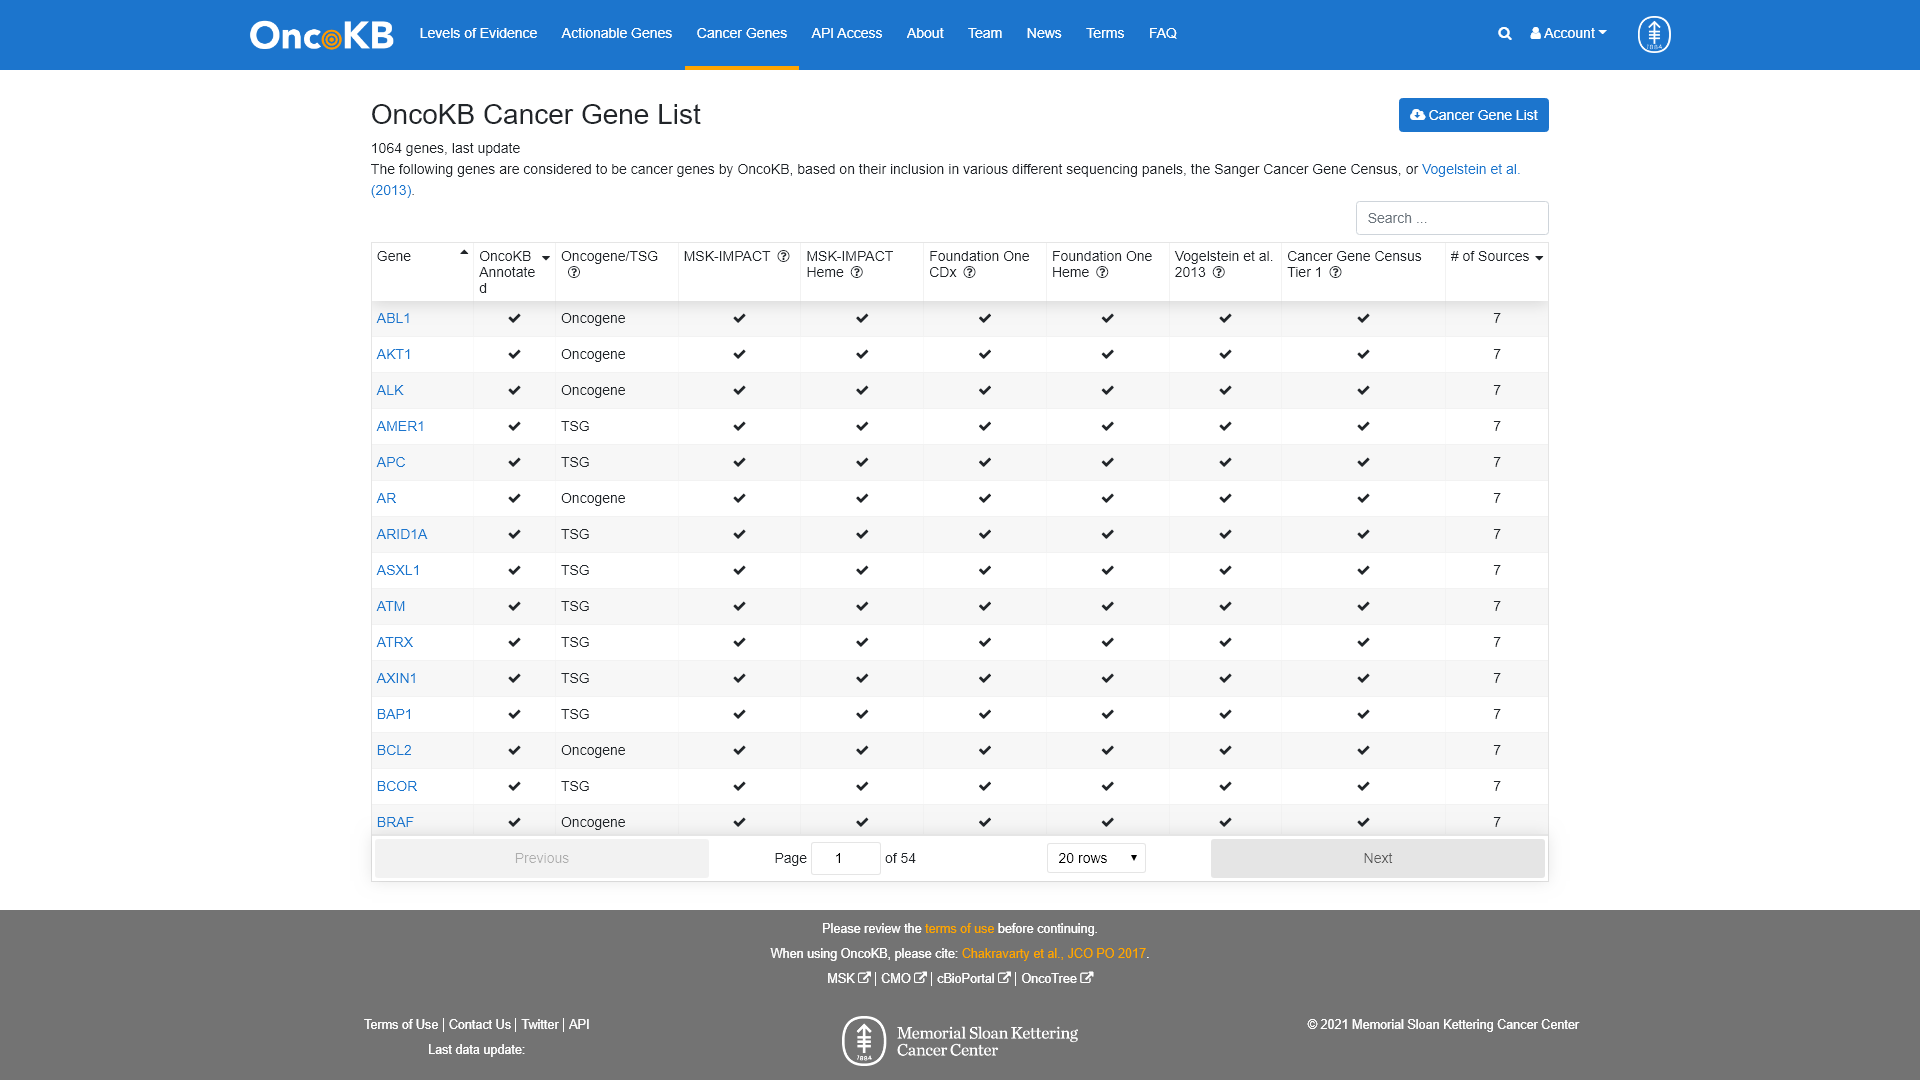 OncoKB Levels of Evidence Actionable Genes Cancer Genes API Access About Team News Terms FAQ Account
OncoKB Cancer Gene List
Cancer Gene List
1064 genes, last update
The following genes are considered to be cancer genes by OncoKB, based on their inclusion in various different sequencing panels, the Sanger Cancer Gene Census, or Vogelstein et al.
(2013).
Search ...
Gene OncoKB Oncogene/TSG MSK-IMPACT MSK-IMPACT Foundation One Foundation One Vogelstein et al. Cancer Gene Census # of Sources
Annotate Heme CDx Heme 2013 Tier 1
d
ABL1 Oncogene 7
AKT1 Oncogene 7
ALK Oncogene 7
AMER1 TSG 7
APC TSG 7
AR Oncogene 7
ARID1A TSG 7
ASXL1 TSG 7
ATM TSG 7
ATRX TSG 7
AXIN1 TSG 7
BAP1 TSG 7
BCL2 Oncogene 7
BCOR TSG 7
BRAF Oncogene 7
Previous Page 1 of 54 20 rows Next
Please review the terms of use before continuing.
When using OncoKB, please cite: Chakravarty et al., JCO PO 2017.
MSK | CMO | cBioPortal | OncoTree
Terms of Use | Contact Us | Twitter | API
Last data update:
1884
Memorial Sloan Kettering
Cancer Center
© 2021 Memorial Sloan Kettering Cancer Center